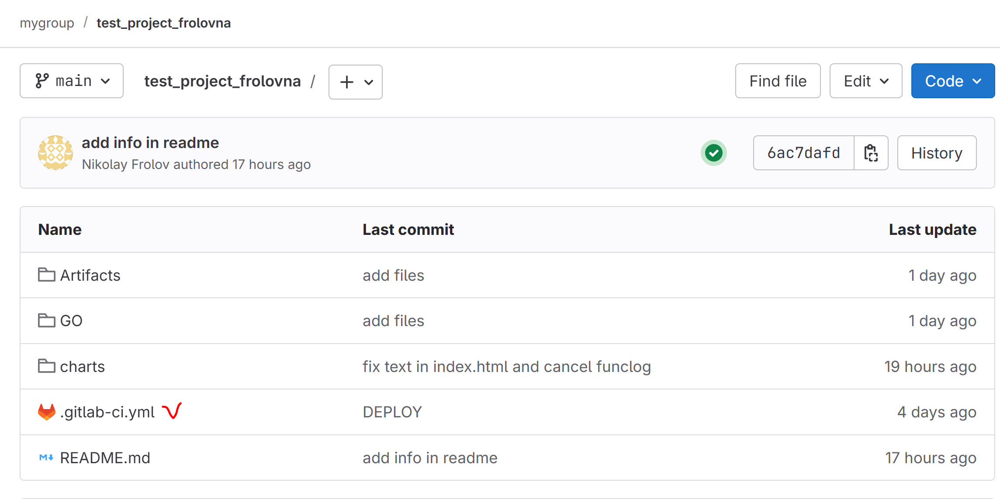 mygroup / test_project_frolovna
main test_project_frolovna / Find file Edit Code
add info in readme
Nikolay Frolov authored 17 hours ago
6ac7dafd History
Name Last commit Last update
Artifacts add files 1 day ago
GO add files 1 day ago
charts fix text in index.html and cancel funclog 19 hours ago
.gitlab-ci.yml DEPLOY 4 days ago
README.md add info in readme 17 hours ago